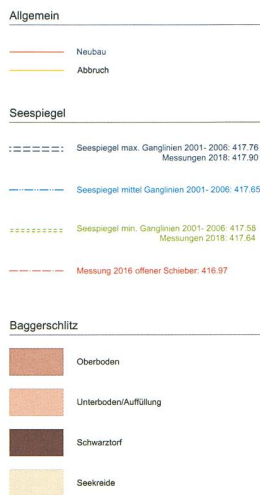 Allgemein
Neubau
Abbruch
Seespiegel
Seespiegel max. Ganglinien 2001- 2006: 417.76
Messungen 2018: 417.90
Seespiegel mittel Ganglinien 2001- 2006: 417.65
Seespiegel min. Ganglinien 2001- 2006: 417.58
Messungen 2018: 417.64
Messung 2016 offener Schieber: 416.97
Baggerschlitz
Oberboden
Unterboden/Auffüllung
Schwarztorf
Seekreide